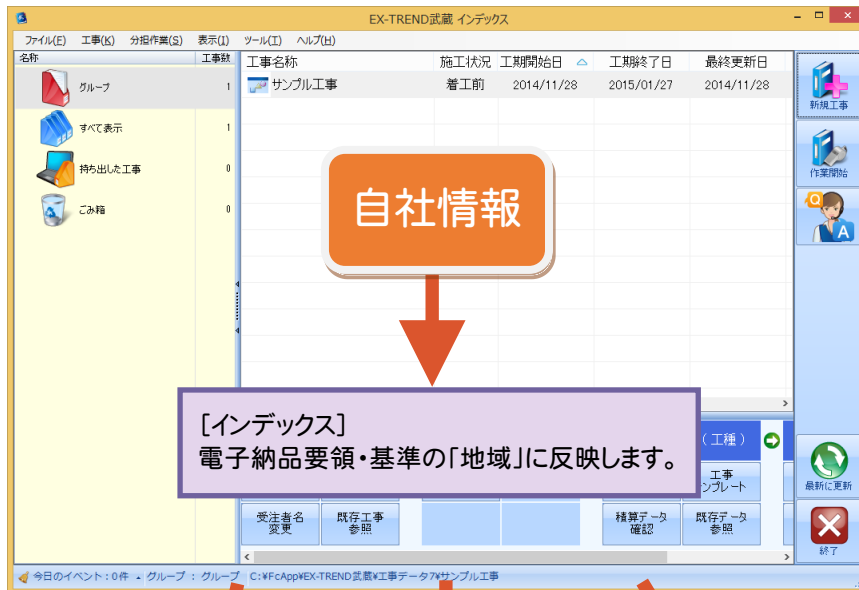 EX-TREND武蔵 インデックス
ファイル(F) 工事(K) 分担作業(S) 表示(I) ツール(T) ヘルプ(H)
名称 工事数 工事名称 施工状況 工期開始日 工期終了日 最終更新日
グループ 1 サンプル工事 着工前 2014/11/28 2015/01/27 2014/11/28
新規工事
すべて表示 1
持ち出した工事 0
作業開始
Q
A
ごみ箱 0
自社情報
[インデックス]
電子納品要領・基準の「地域」に反映します。
(工種)
工事
ンプレート
最新に更新
受注者名
変更
既存工事
参照
積算データ
確認
既存データ
参照
終了
今日のイベント:0件 グループ : グループ C:¥FcApp¥EX-TREND武蔵¥工事データ7¥サンプル工事